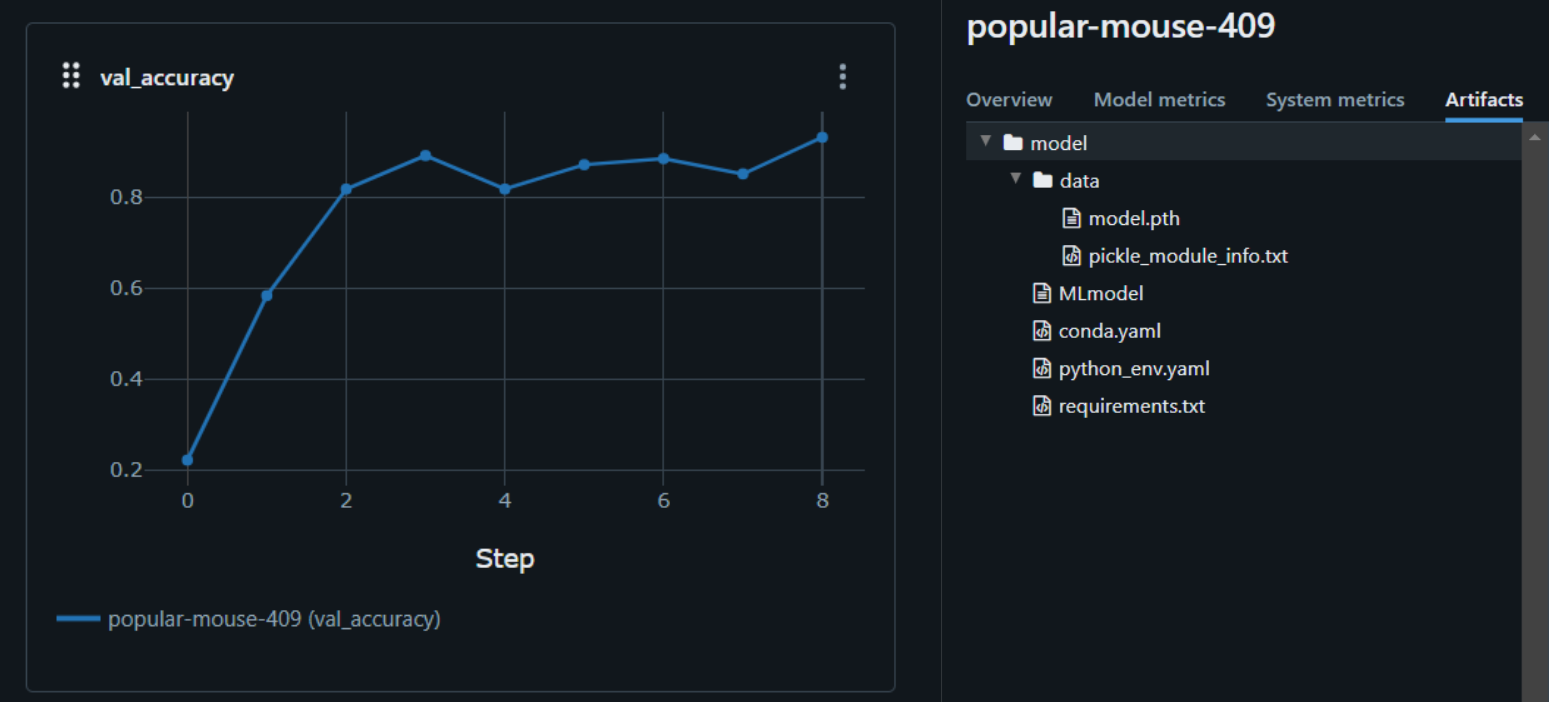 val_accuracy
0.8
0.6
0.4
0.2
0 2 4 6 8
Step
popular-mouse-409 (val_accuracy)
popular-mouse-409
Overview Model metrics System metrics Artifacts
model
data
model.pth
pickle_module_info.txt
MLmodel
conda.yaml
python_env.yaml
requirements.txt